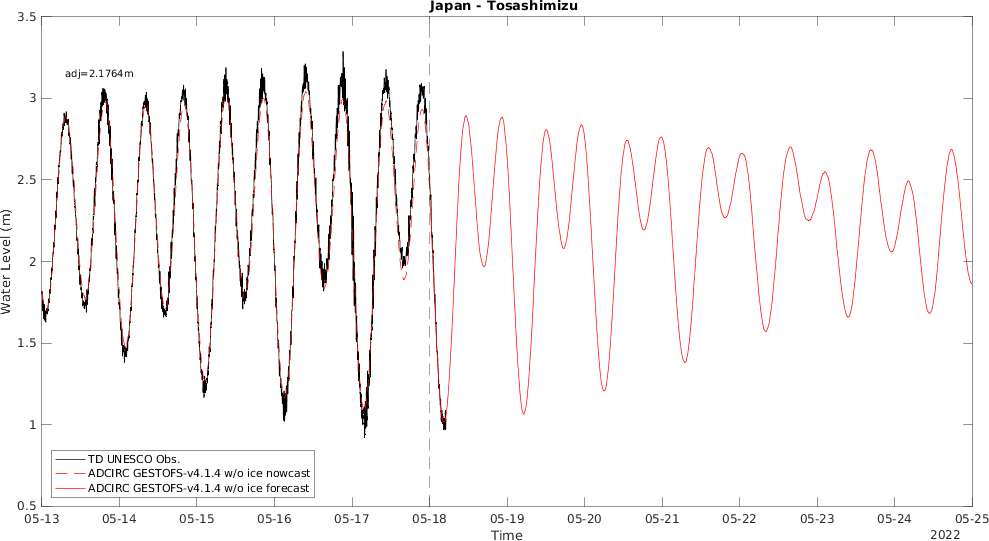 Japan - Tosashimizu
3.5
adj=2.1764m
3
2.5
2
1.5
1
0.5
Water Level (m)
TD UNESCO Obs.
ADCIRC GESTOFS-v4.1.4 w/o ice nowcast
ADCIRC GESTOFS-v4.1.4 w/o ice forecast
05-13 05-14 05-15 05-16 05-17 05-18 05-19 05-20 05-21 05-22 05-23 05-24 05-25
Time
2022